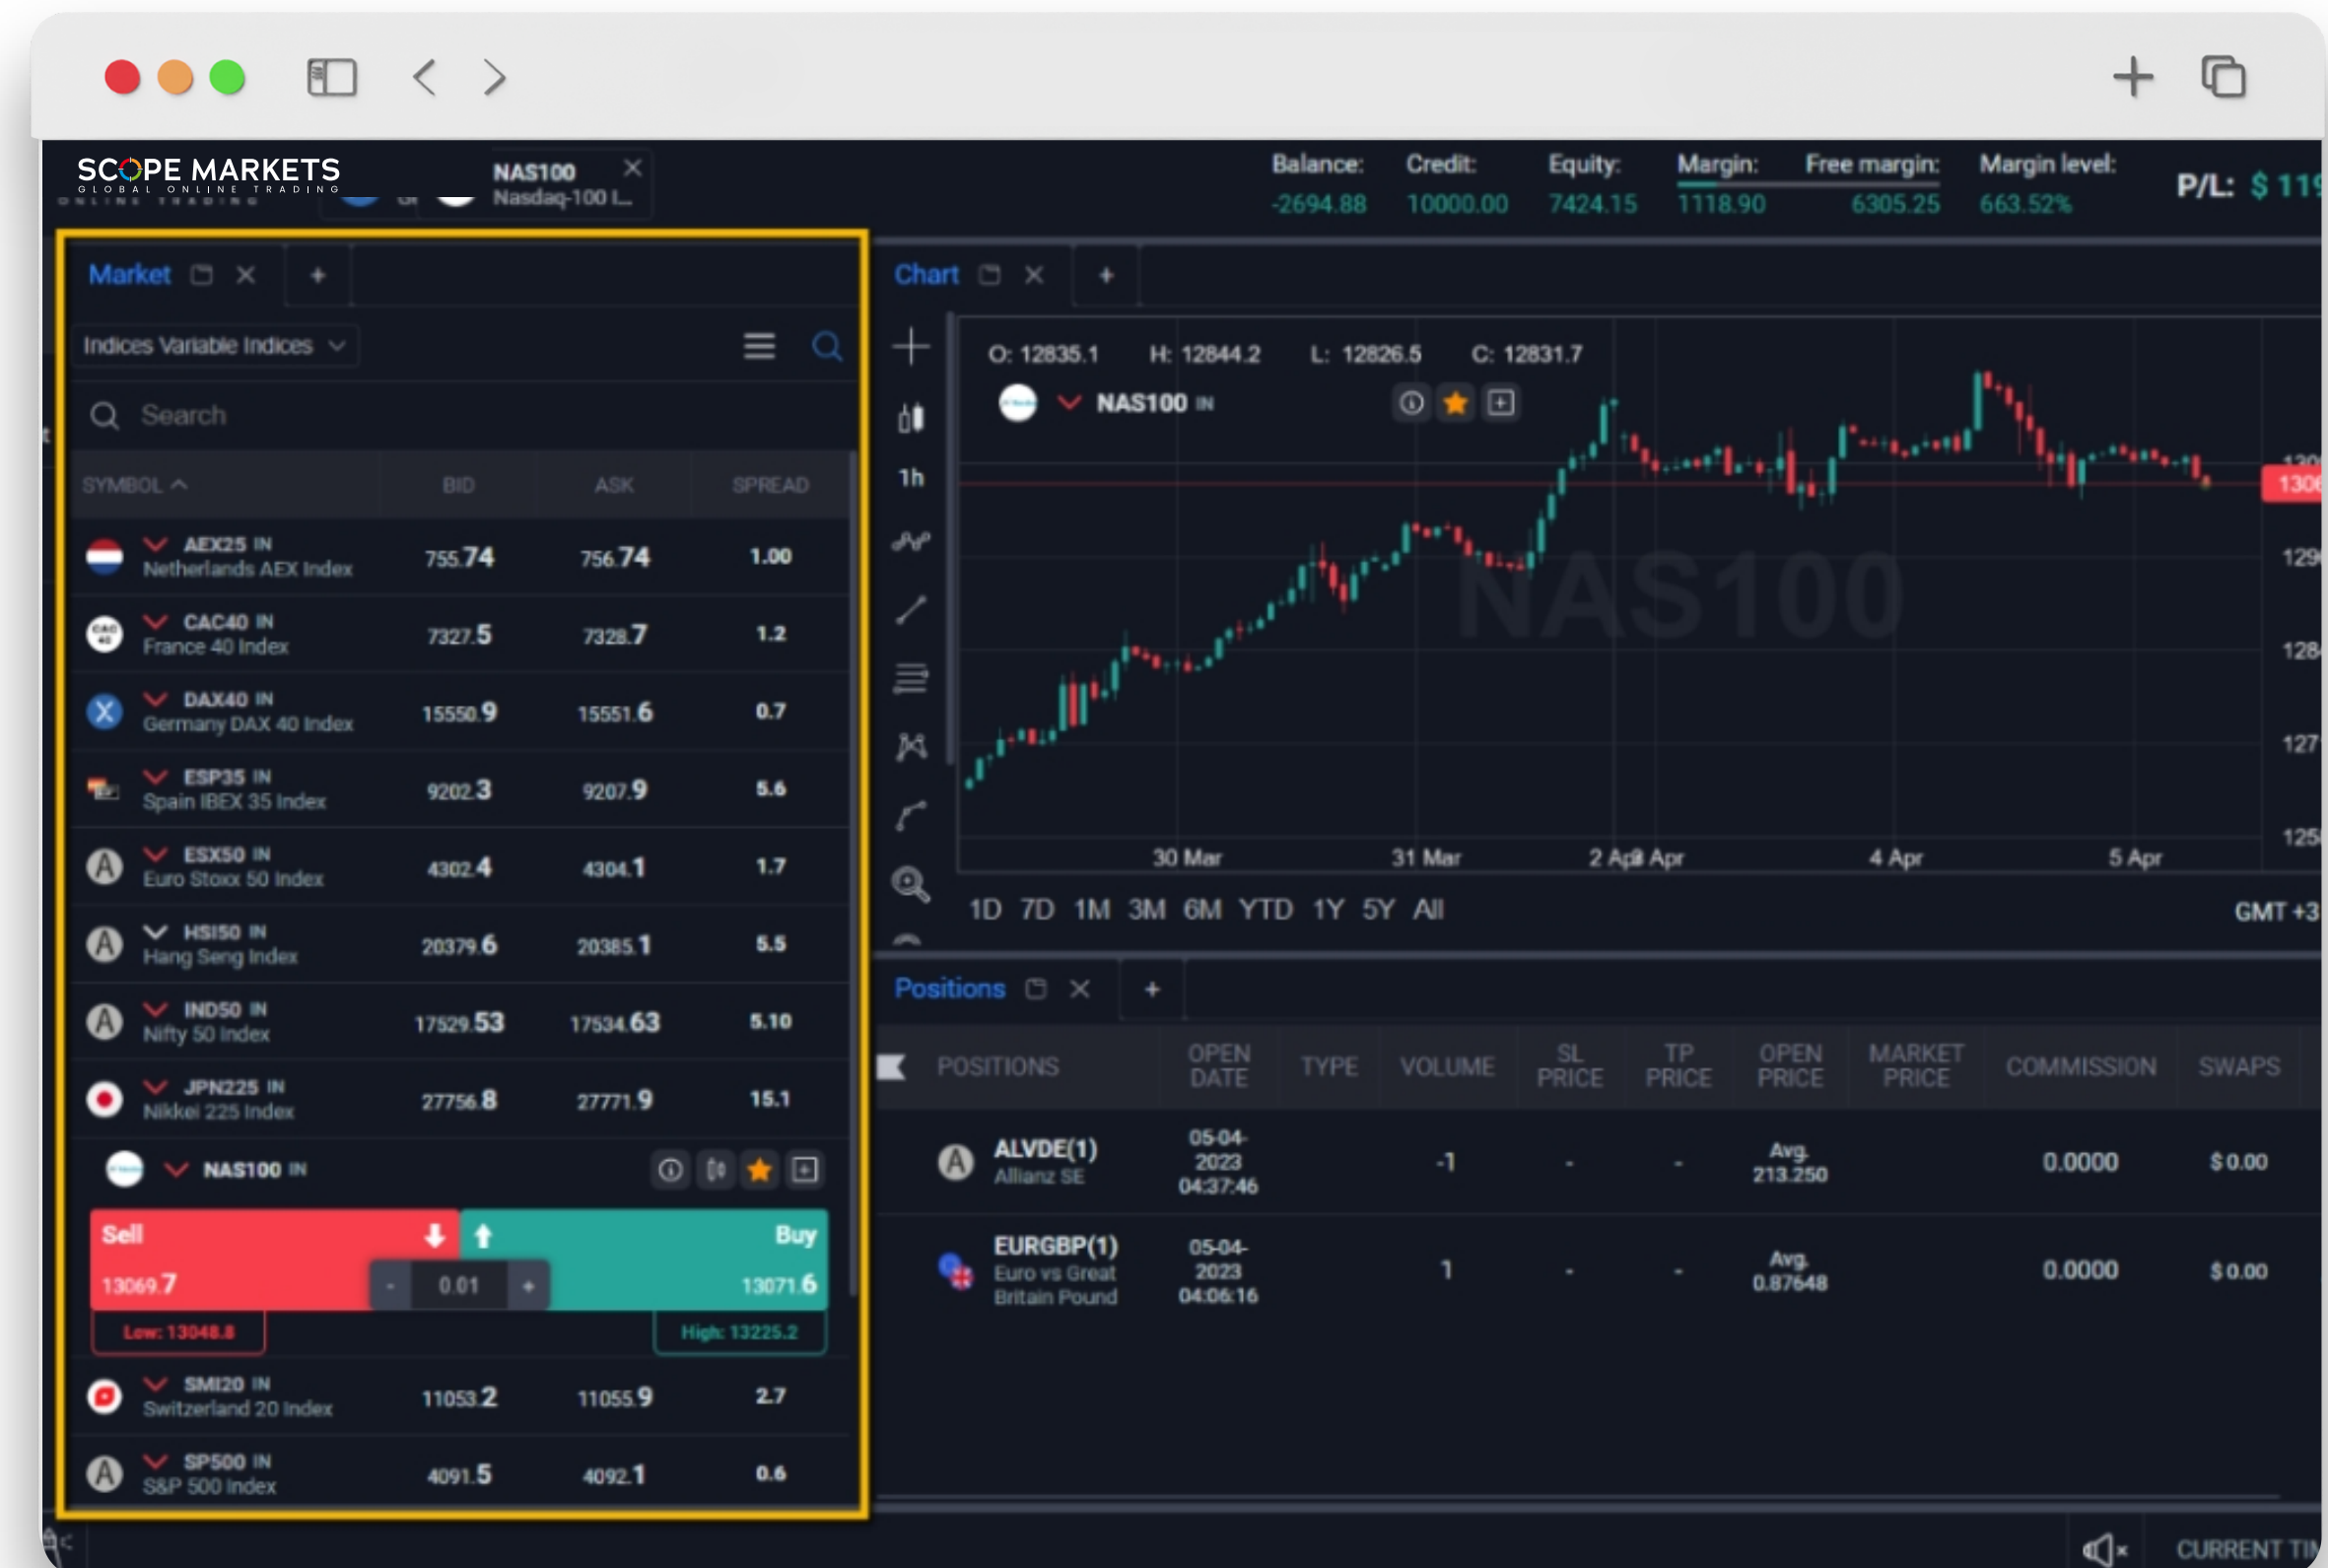 SCOPE MARKETS
GLOBAL ONLINE TRADING
ONLINE TRADING
NAS100
Nasdaq-100 I...
Balance:
-2694.88
Credit:
10000.00
Equity:
7424.15
Margin:
1118.90
Free margin:
6305.25
Margin level:
663.52%
P/L: $ 119
Market
+
Indices Variable Indices
Search
SYMBOL BID ASK SPREAD
AEX25 IN
Netherlands AEX Index
755.74 756.74 1.00
CAC40 IN
France 40 Index
7327.5 7328.7 1.2
DAX40 IN
Germany DAX 40 Index
15550.9 15551.6 0.7
ESP35 IN
Spain IBEX 35 Index
9202.3 9207.9 5.6
A
ESX50 IN
Euro Stoxx 50 Index
4302.4 4304.1 1.7
A
HSI50 IN
Hang Seng Index
20379.6 20385.1 5.5
A
IND50 IN
Nifty 50 Index
17529.53 17534.63 5.10
JPN225 IN
Nikkei 225 Index
27756.8 27771.9 15.1
NAS100 IN
Sell Buy
13069.7 - 0.01 + 13071.6
Low: 13048.8 High: 13225.2
SMI20 IN
Switzerland 20 Index
11053.2 11055.9 2.7
A
SP500 IN
S&P 500 Index
4091.5 4092.1 0.6
Chart
+
O: 12835.1 H: 12844.2 L: 12826.5 C: 12831.7
NAS100 IN
1h
NAS100
1306
30 Mar 31 Mar 2 Apr 3 Apr 4 Apr 5 Apr
1D 7D 1M 3M 6M YTD 1Y 5Y All
GMT +3
Positions
+
POSITIONS OPEN DATE TYPE VOLUME SL PRICE TP PRICE OPEN PRICE MARKET PRICE COMMISSION SWAPS
A
ALVDE(1)
Allianz SE
05-04-
2023
04:37:46
-1 - -
Avg.
213.250
0.0000 $ 0.00
EURGBP(1)
Euro vs Great
Britain Pound
05-04-
2023
04:06:16
1 - -
Avg.
0.87648
0.0000 $ 0.00
CURRENT TIM